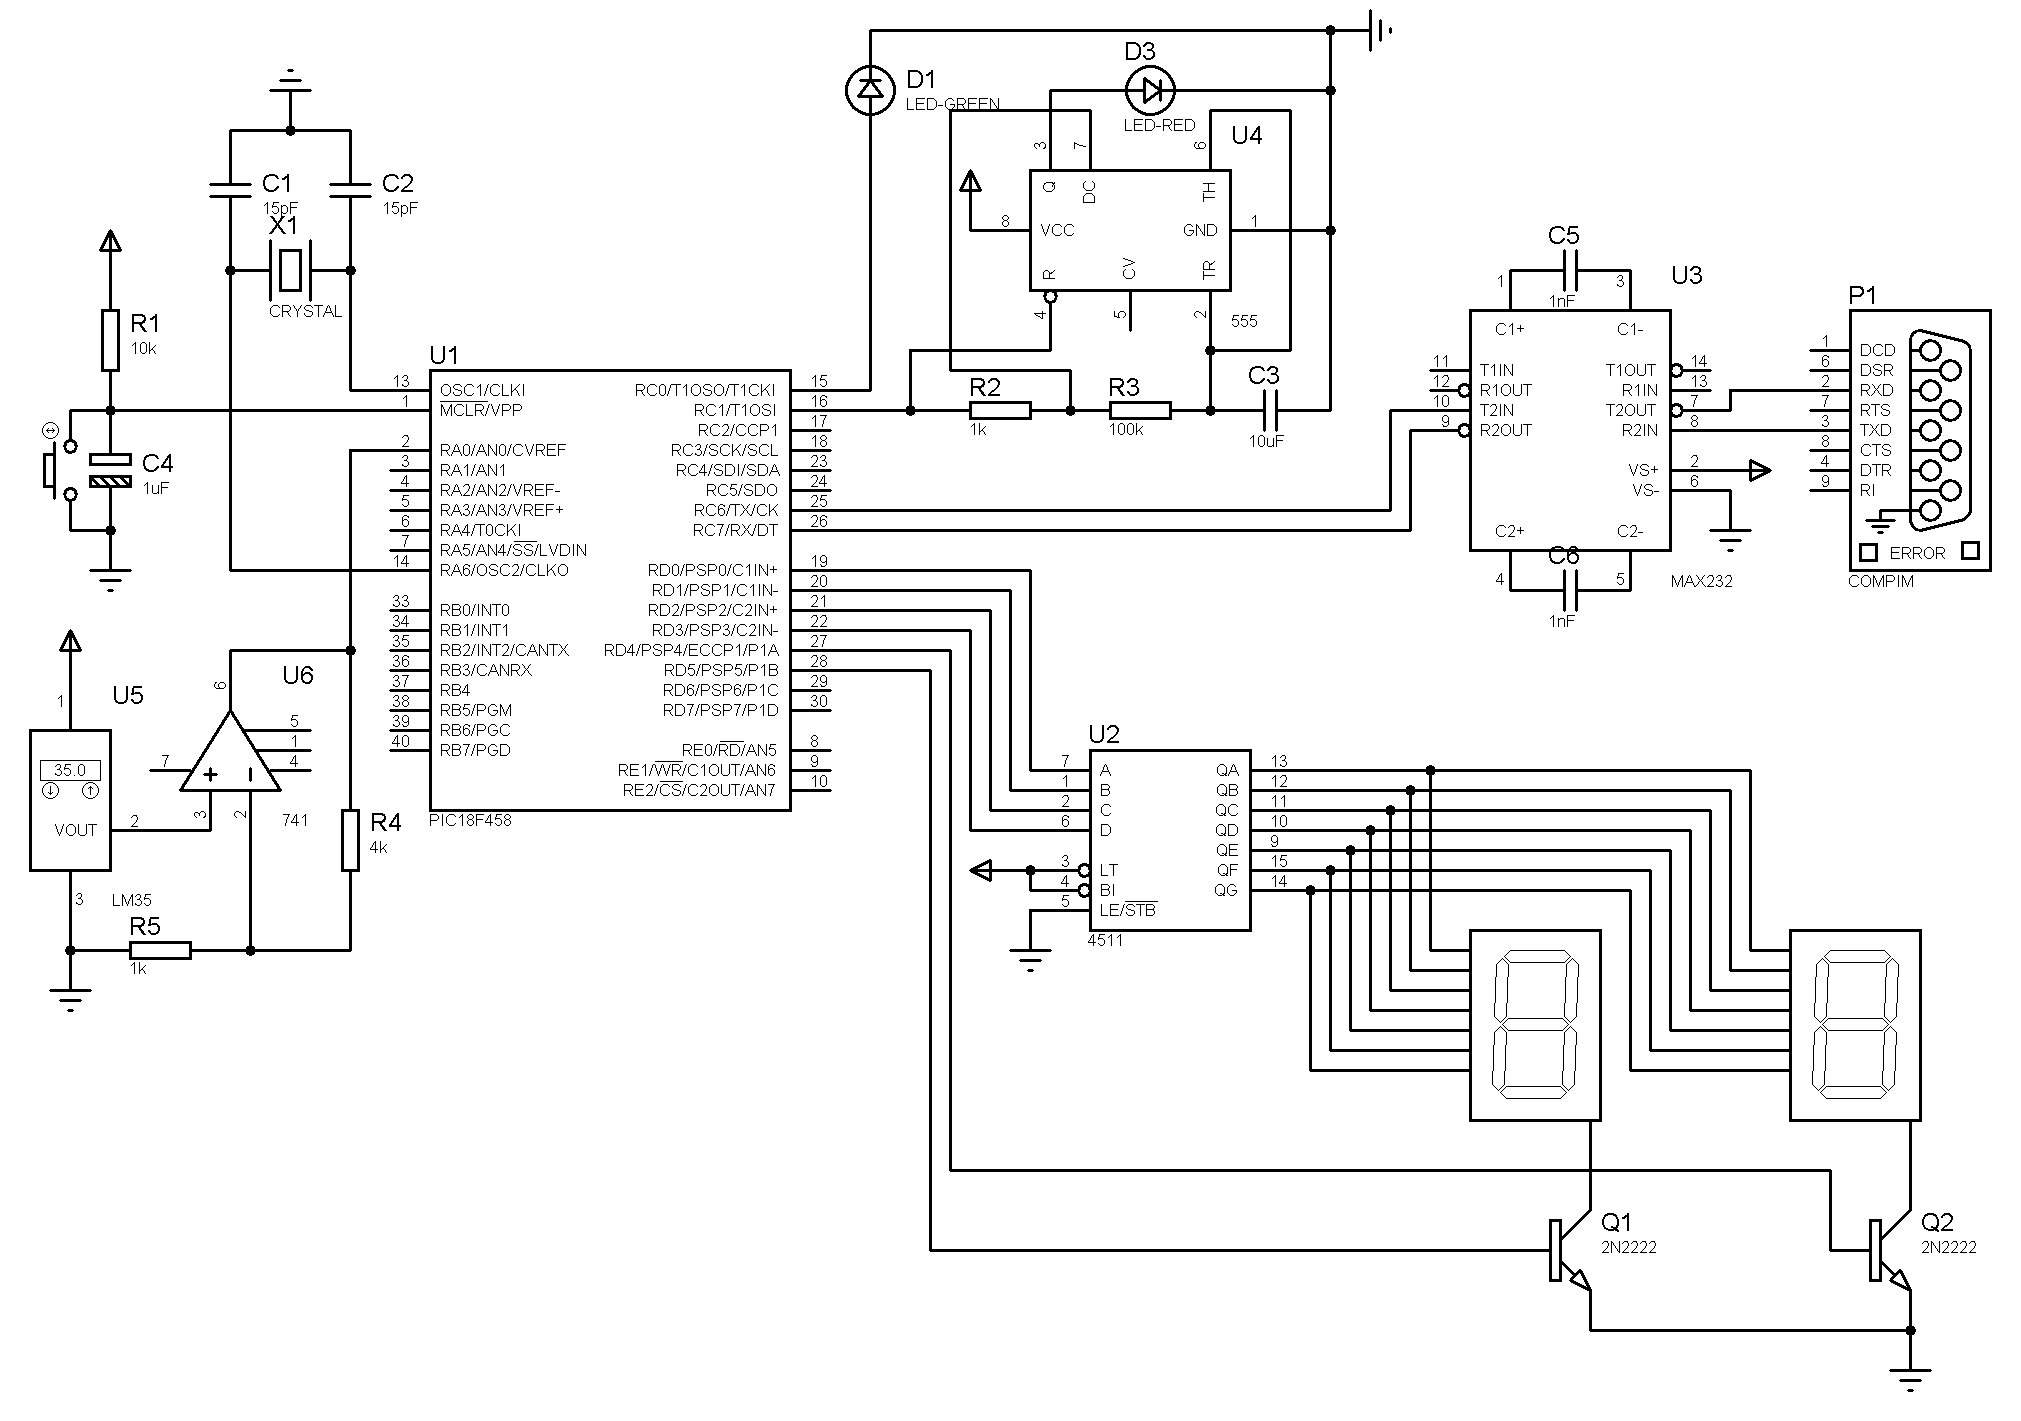 D3
LED-RED
D1
LED-GREEN
U4
3
7
6
Q
DC
TH
8
VCC
GND
1
R
CV
TR
4
5
2
555
C1
15pF
C2
15pF
X1
CRYSTAL
R1
10k
C4
1uF
R2
1k
R3
100k
C3
10uF
U1
13 OSC1/CLKI
1 MCLR/VPP
2 RA0/AN0/CVREF
3 RA1/AN1
4 RA2/AN2/VREF-
5 RA3/AN3/VREF+
6 RA4/T0CKI
7 RA5/AN4/SS/LVDIN
14 RA6/OSC2/CLKO
33 RB0/INT0
34 RB1/INT1
35 RB2/INT2/CANTX
36 RB3/CANRX
37 RB4
38 RB5/PGM
39 RB6/PGC
40 RB7/PGD
RC0/T1OSO/T1CKI 15
RC1/T1OSI 16
RC2/CCP1 17
RC3/SCK/SCL 18
RC4/SDI/SDA 23
RC5/SDO 24
RC6/TX/CK 25
RC7/RX/DT 26
RD0/PSP0/C1IN+ 19
RD1/PSP1/C1IN- 20
RD2/PSP2/C2IN+ 21
RD3/PSP3/C2IN- 22
RD4/PSP4/ECCP1/P1A 27
RD5/PSP5/P1B 28
RD6/PSP6/P1C 29
RD7/PSP7/P1D 30
RE0/RD/AN5 8
RE1/WR/C1OUT/AN6 9
RE2/CS/C2OUT/AN7 10
PIC18F458
C5
1nF
U3
1
3
C1+
C1-
11 T1IN
12 R1OUT
10 T2IN
9 R2OUT
T1OUT 14
R1IN 13
T2OUT 7
R2IN 8
VS+ 2
VS- 6
C2+
C2-
4
5
C6
1nF
MAX232
P1
1 DCD
6 DSR
2 RXD
7 RTS
3 TXD
8 CTS
4 DTR
9 RI
ERROR
COMPIM
U5
1
35.0
VOUT
2
3
LM35
U6
6
5
1
4
7
+
3
2
741
R4
4k
R5
1k
U2
7 A
1 B
2 C
6 D
3 LT
4 BI
5 LE/STB
QA 13
QB 12
QC 11
QD 10
QE 9
QF 15
QG 14
4511
Q1
2N2222
Q2
2N2222